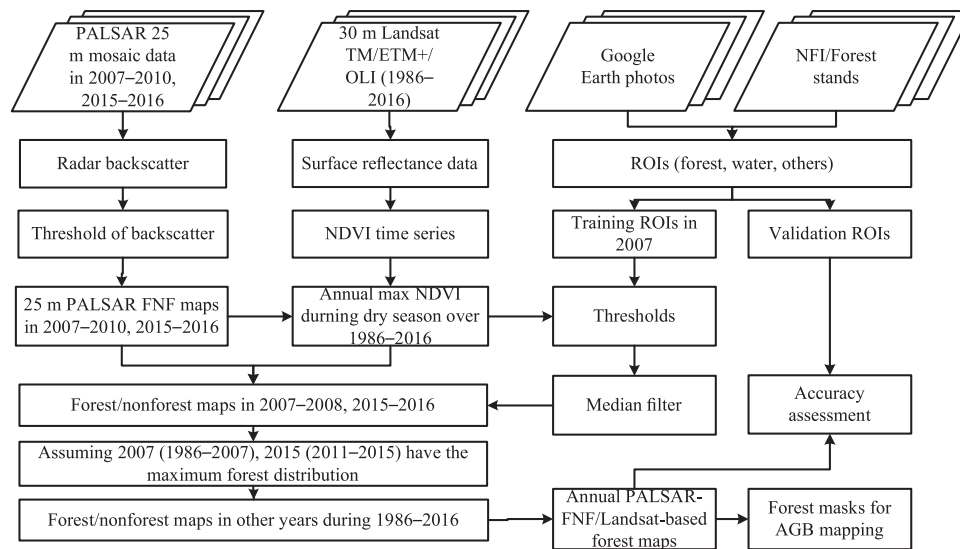 PALSAR 25
m mosaic data
in 2007–2010,
2015–2016
30 m Landsat
TM/ETM+/
OLI (1986–
2016)
Google
Earth photos
NFI/Forest
stands
Radar backscatter
Surface reflectance data
ROIs (forest, water, others)
Threshold of backscatter
NDVI time series
Training ROIs in
2007
Validation ROIs
25 m PALSAR FNF maps
in 2007–2010, 2015–2016
Annual max NDVI
durning dry season over
1986–2016
Thresholds
Forest/nonforest maps in 2007–2008, 2015–2016
Median filter
Accuracy
assessment
Assuming 2007 (1986–2007), 2015 (2011–2015) have the
maximum forest distribution
Forest/nonforest maps in other years during 1986–2016
Annual PALSAR-
FNF/Landsat-based
forest maps
Forest masks for
AGB mapping